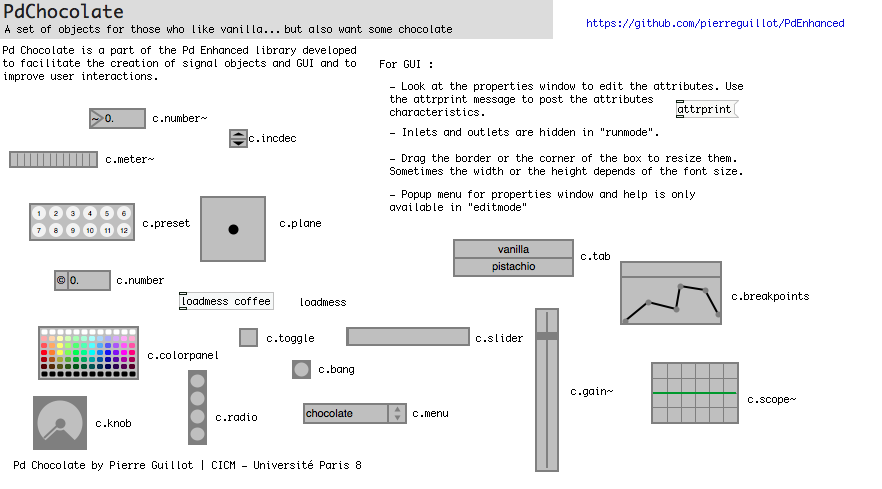 PdChocolate
A set of objects for those who like vanilla... but also want some chocolate
https://github.com/pierreguillot/PdEnhanced
Pd Chocolate is a part of the Pd Enhanced library developed
to facilitate the creation of signal objects and GUI and to
improve user interactions.
For GUI :
- Look at the properties window to edit the attributes. Use
the attrprint message to post the attributes
characteristics.
attrprint
- Inlets and outlets are hidden in "runmode".
- Drag the border or the corner of the box to resize them.
Sometimes the width or the height depends of the font size.
- Popup menu for properties window and help is only
available in "editmode"
~ 0.
c.number~
c.incdec
c.meter~
1 2 3 4 5 6
7 8 9 10 11 12
c.preset
c.plane
vanilla
pistachio
c.tab
© 0.
c.number
c.breakpoints
loadmess coffee
loadmess
c.toggle
c.slider
c.colorpanel
c.bang
c.gain~
c.scope~
c.knob
c.radio
chocolate
c.menu
Pd Chocolate by Pierre Guillot | CICM - Université Paris 8